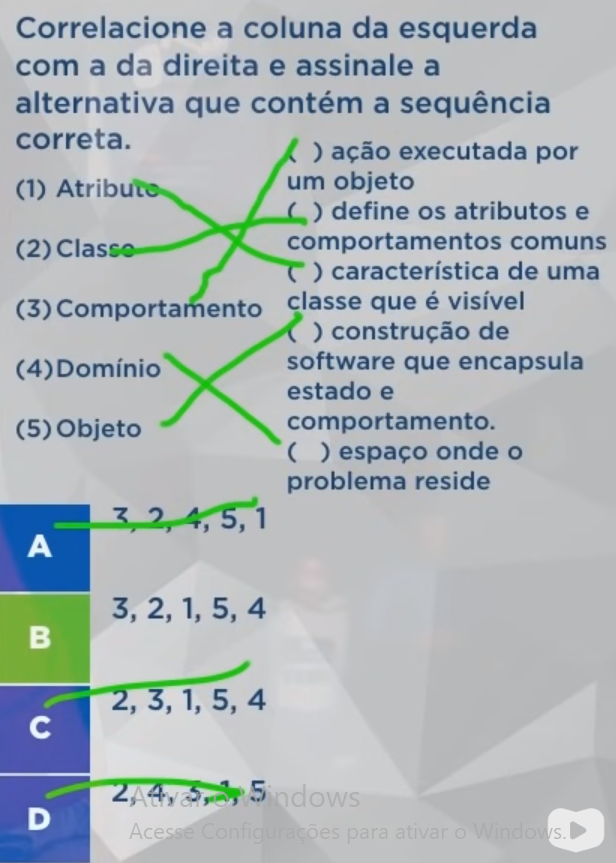 Correlacione a coluna da esquerda
com a da direita e assinale a
alternativa que contém a sequência
correta.
(1) Atributo
(2) Classe
(3) Comportamento
(4) Domínio
(5) Objeto
( ) ação executada por
um objeto
( ) define os atributos e
comportamentos comuns
( ) característica de uma
classe que é visível
( ) construção de
software que encapsula
estado e
comportamento.
( ) espaço onde o
problema reside
A 3, 2, 4, 5, 1
B 3, 2, 1, 5, 4
C 2, 3, 1, 5, 4
D 2, 4, 3, 1, 5
Ativar o Windows
Acesse Configurações para ativar o Windows.